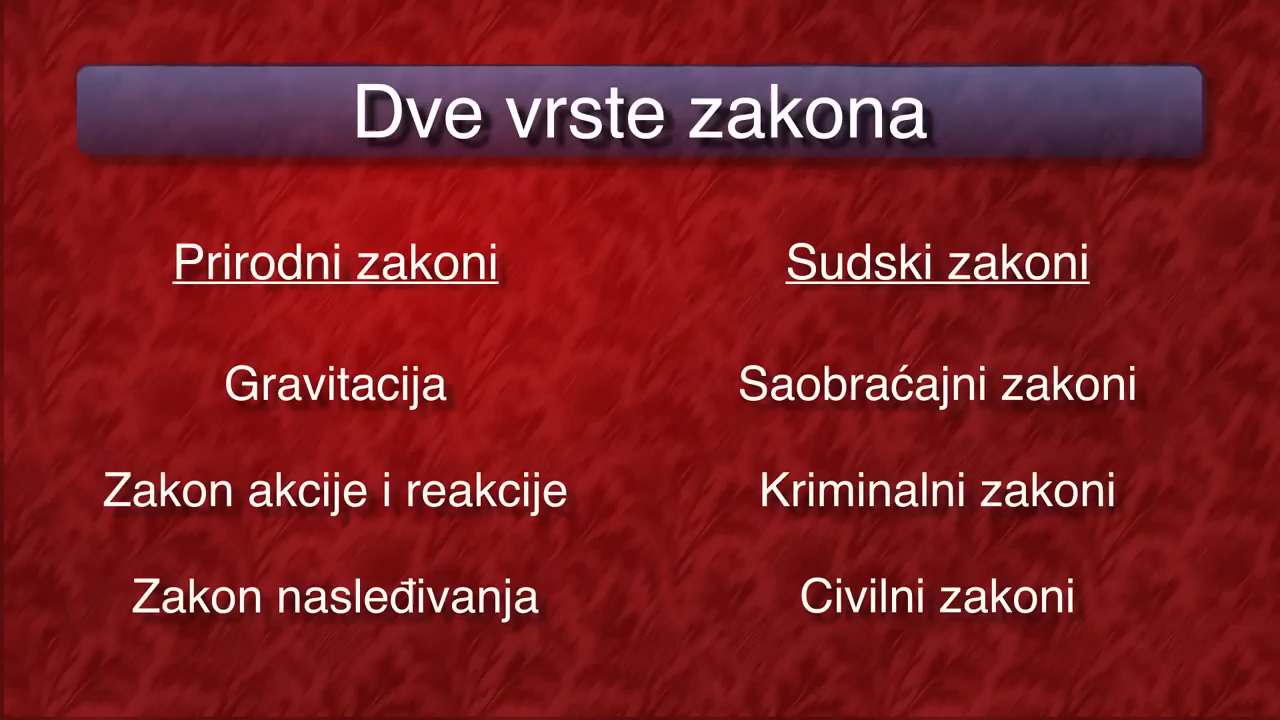 Dve vrste zakona
Prirodni zakoni
Gravitacija
Zakon akcije i reakcije
Zakon nasleđivanja
Sudski zakoni
Saobraćajni zakoni
Kriminalni zakoni
Civilni zakoni